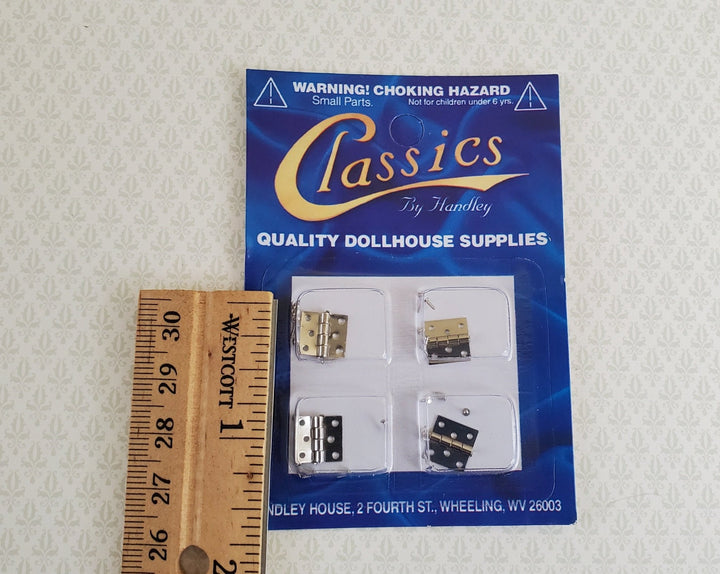 WARNING! CHOKING HAZARD
Small Parts. Not for children under 6 yrs.
Classics
By Handley
QUALITY DOLLHOUSE SUPPLIES
NDLEY HOUSE, 2 FOURTH ST., WHEELING, WV 26003
30
29
28
27
26
WESTCOTT
1
2